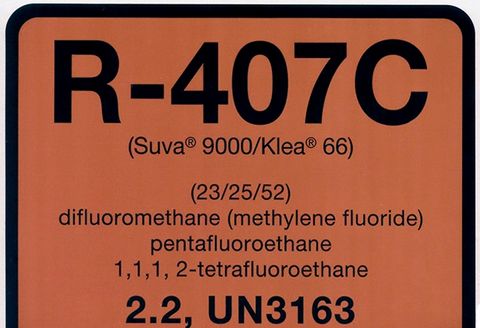 R-407C
(Suva® 9000/Klea® 66)
(23/25/52)
difluoromethane (methylene fluoride)
pentafluoroethane
1,1,1, 2-tetrafluoroethane
2.2, UN3163